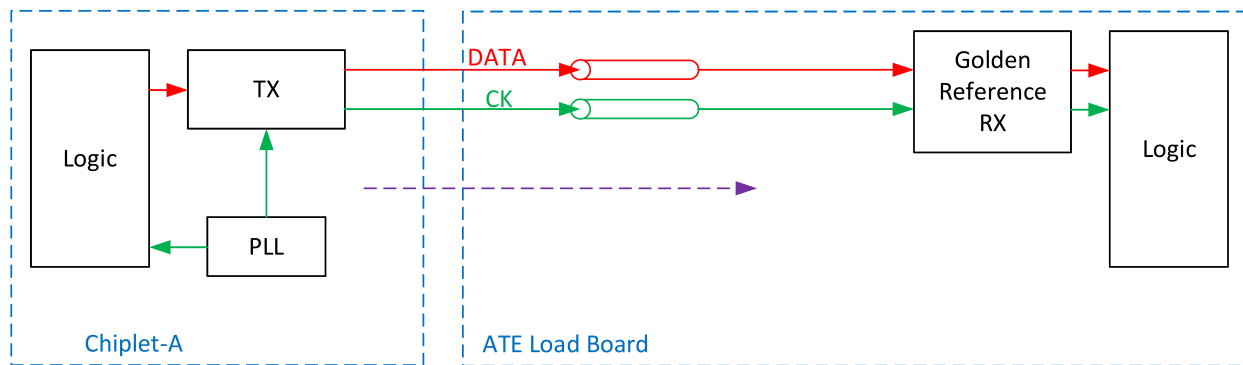 Logic
TX
PLL
Chiplet-A
DATA
CK
Golden
Reference
RX
Logic
ATE Load Board